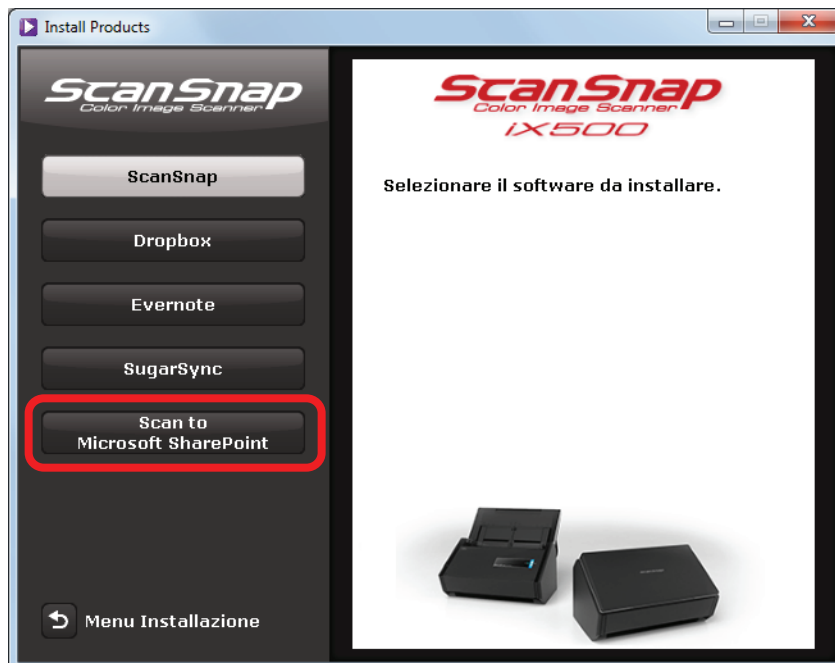 Install Products
ScanSnap
Color Image Scanner
ScanSnap
Color Image Scanner
iX500
ScanSnap
Selezionare il software da installare.
Dropbox
Evernote
SugarSync
Scan to
Microsoft SharePoint
Menu Installazione